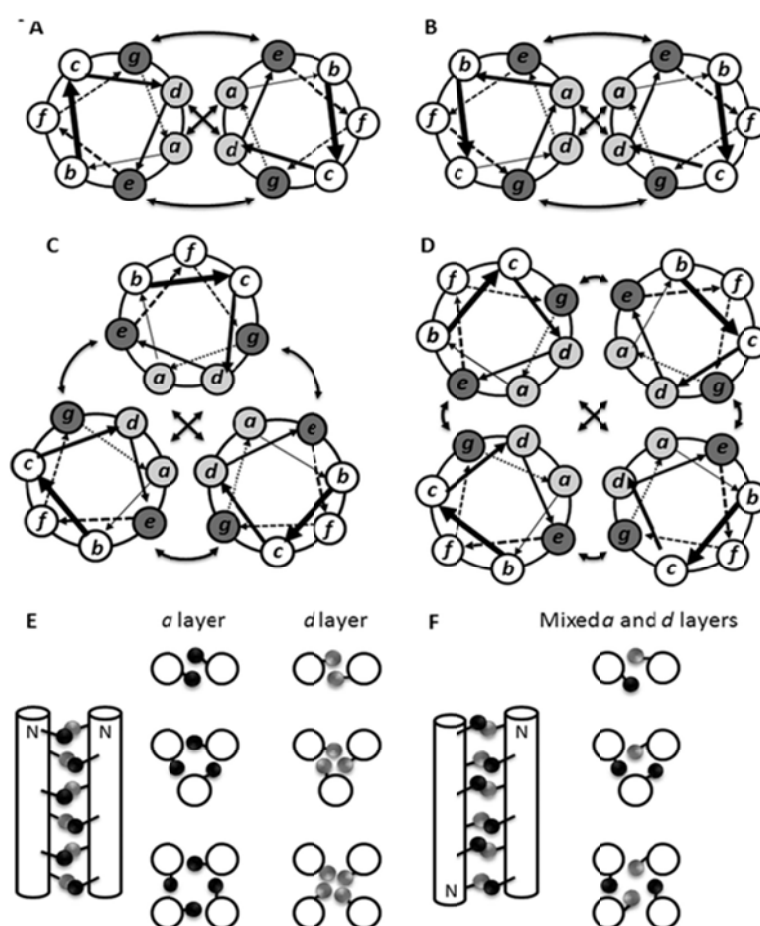 A
B
g e
c d a b
f f
b a d c
e g
e e
b a a b
f f
c d d c
g g
C
D
f
b c
e g
a d
g d a e
c a d b
f e g f
b c
c b
f g e f
b d a c
e a d g
d a
g a d e
c b
f e g f
b c
E a layer d layer F Mixed a and d layers
N N N
N